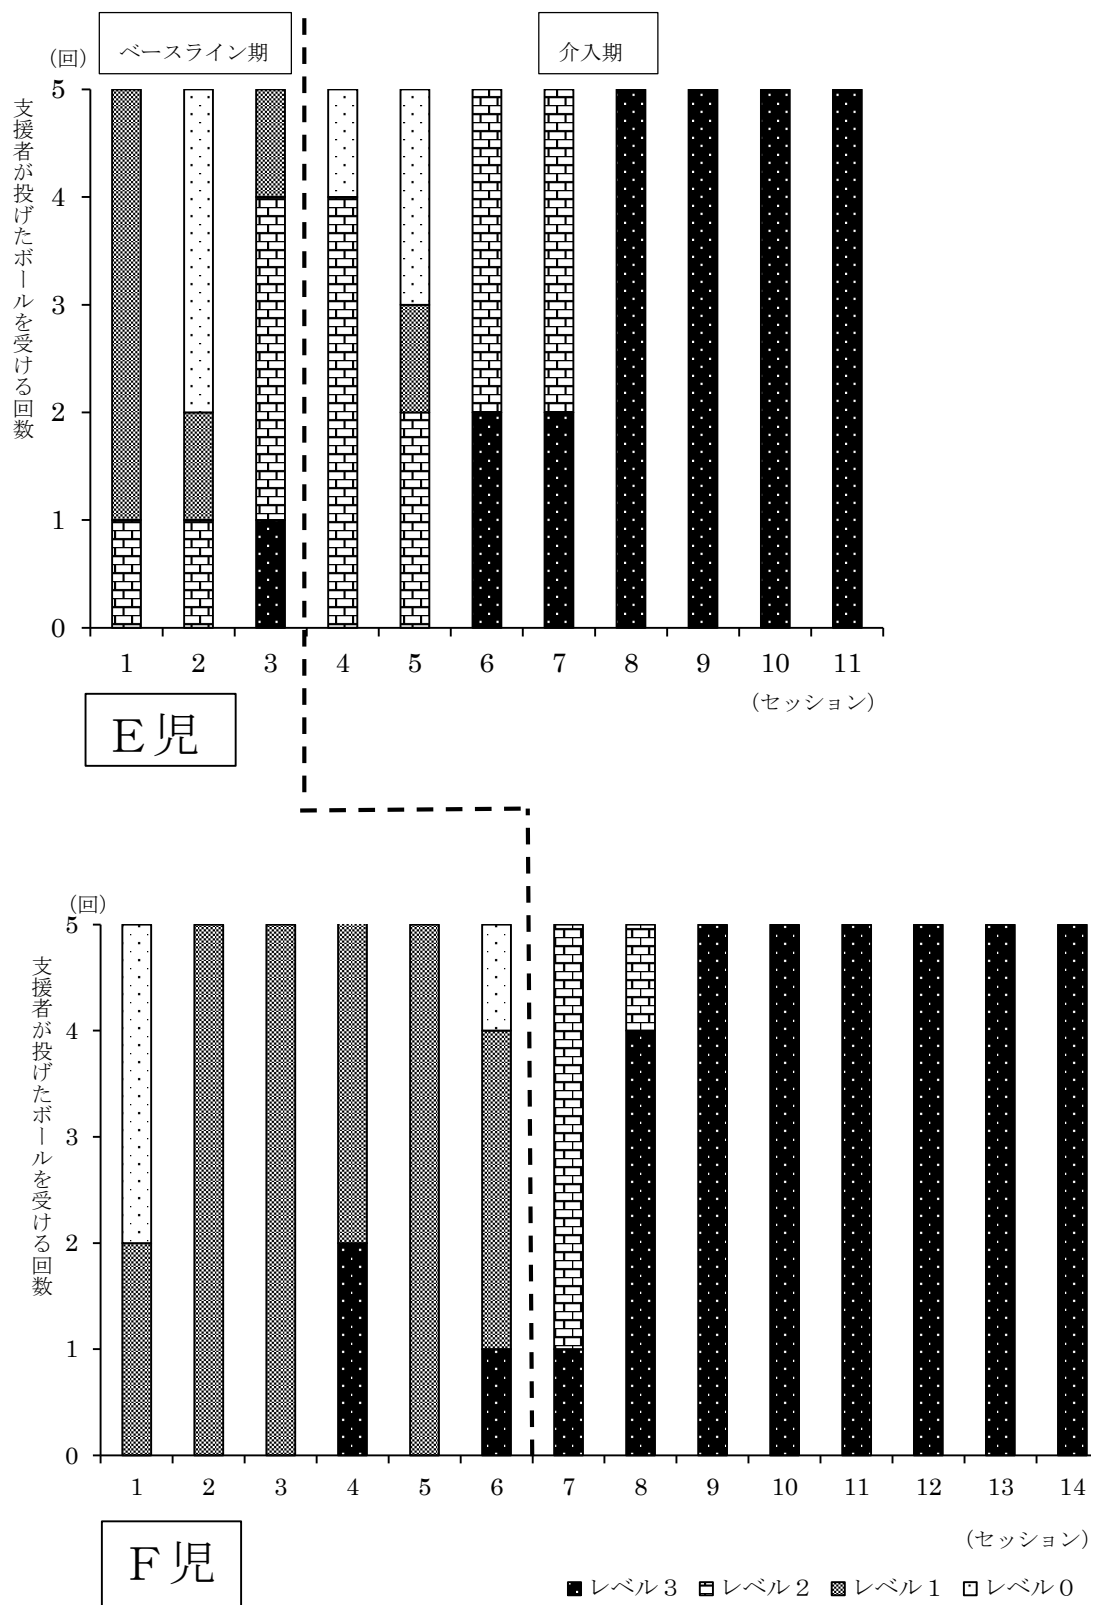 ベースライン期
介入期
(回)
支援者が投げたボールを受ける回数
5
4
3
2
1
0
1 2 3 4 5 6 7 8 9 10 11
(セッション)
E児
(回)
支援者が投げたボールを受ける回数
5
4
3
2
1
0
1 2 3 4 5 6 7 8 9 10 11 12 13 14
(セッション)
F児
レベル3 レベル2 レベル1 レベル0